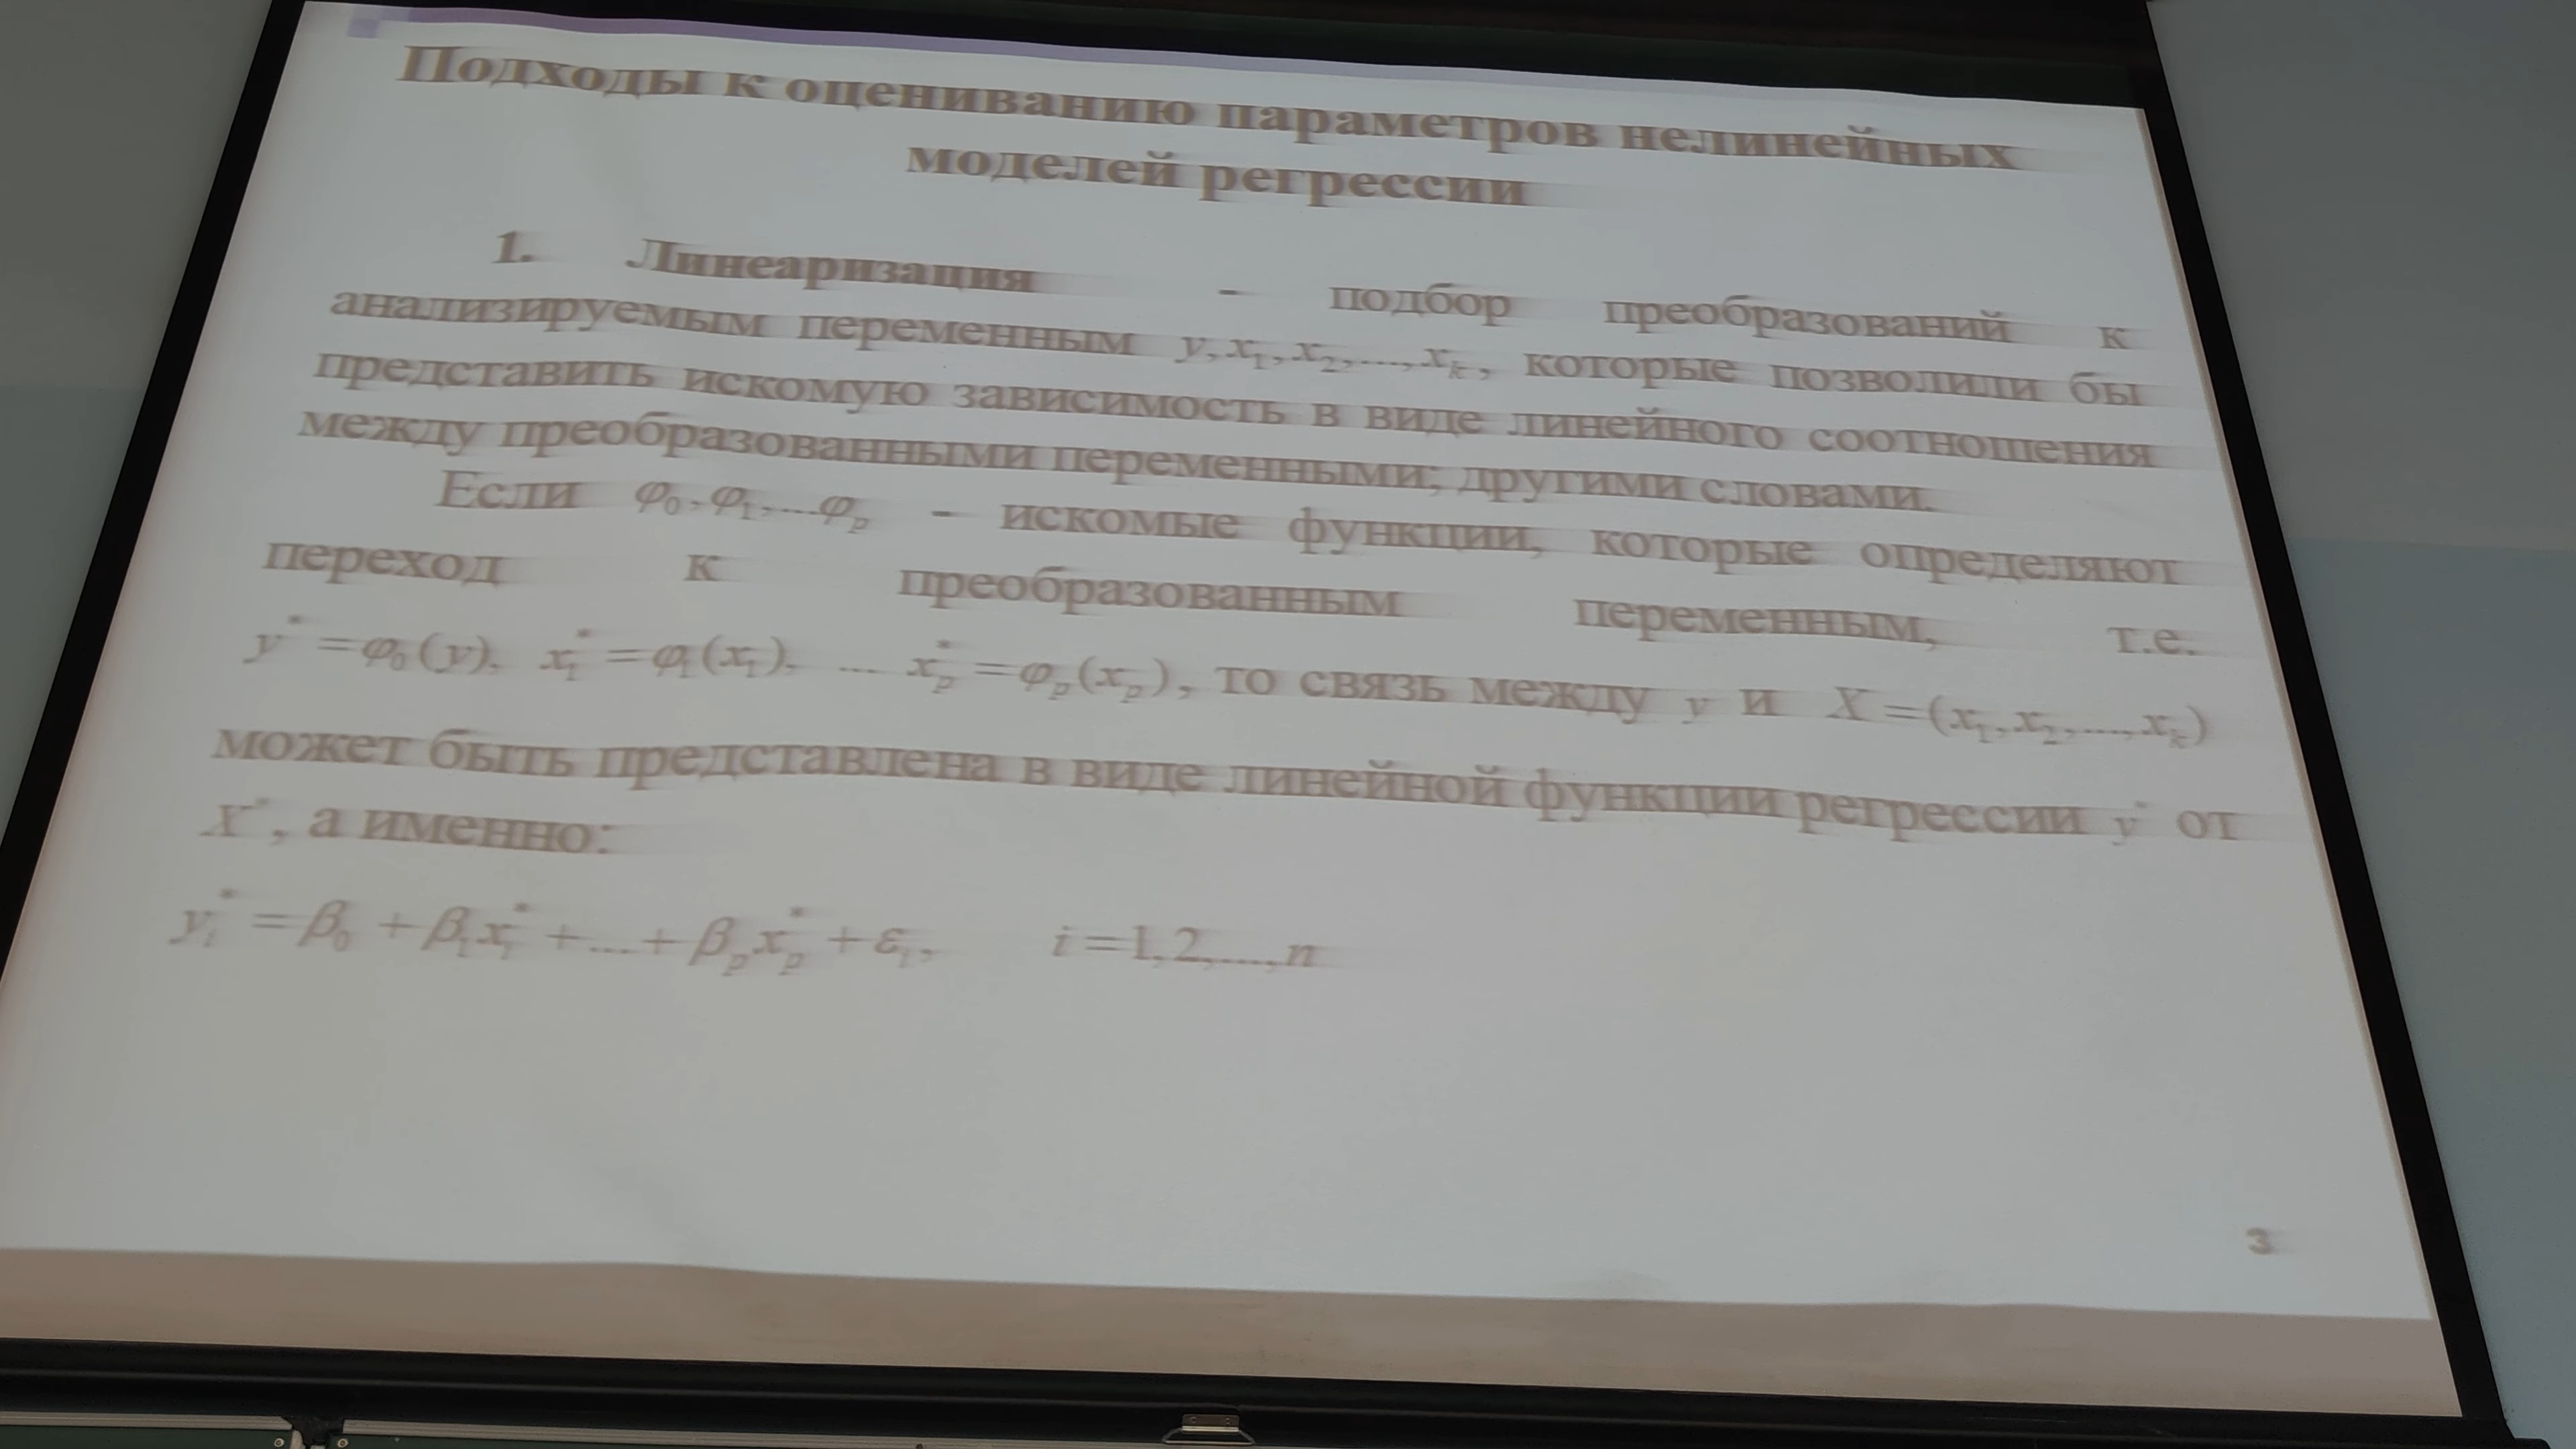 Подходы к оцениванию параметров нелинейных
моделей регрессии
1. Линеаризация - подбор преобразований к
анализируемым переменным y, x₁, x₂,..., xₖ, которые позволили бы
представить искомую зависимость в виде линейного соотношения
между преобразованными переменными; другими словами.
Если φ₀, φ₁,...φₚ - искомые функции, которые определяют
переход к преобразованным переменным, т.е.
y* = φ₀(y), x₁* = φ₁(x₁), ... xₚ* = φₚ(xₚ), то связь между y и X = (x₁, x₂,..., xₖ)
может быть представлена в виде линейной функции регрессии y* от
X*, а именно:
yᵢ* = β₀ + β₁xᵢ* + ... + βₚxₚ* + εᵢ, i = 1,2,...,n
3